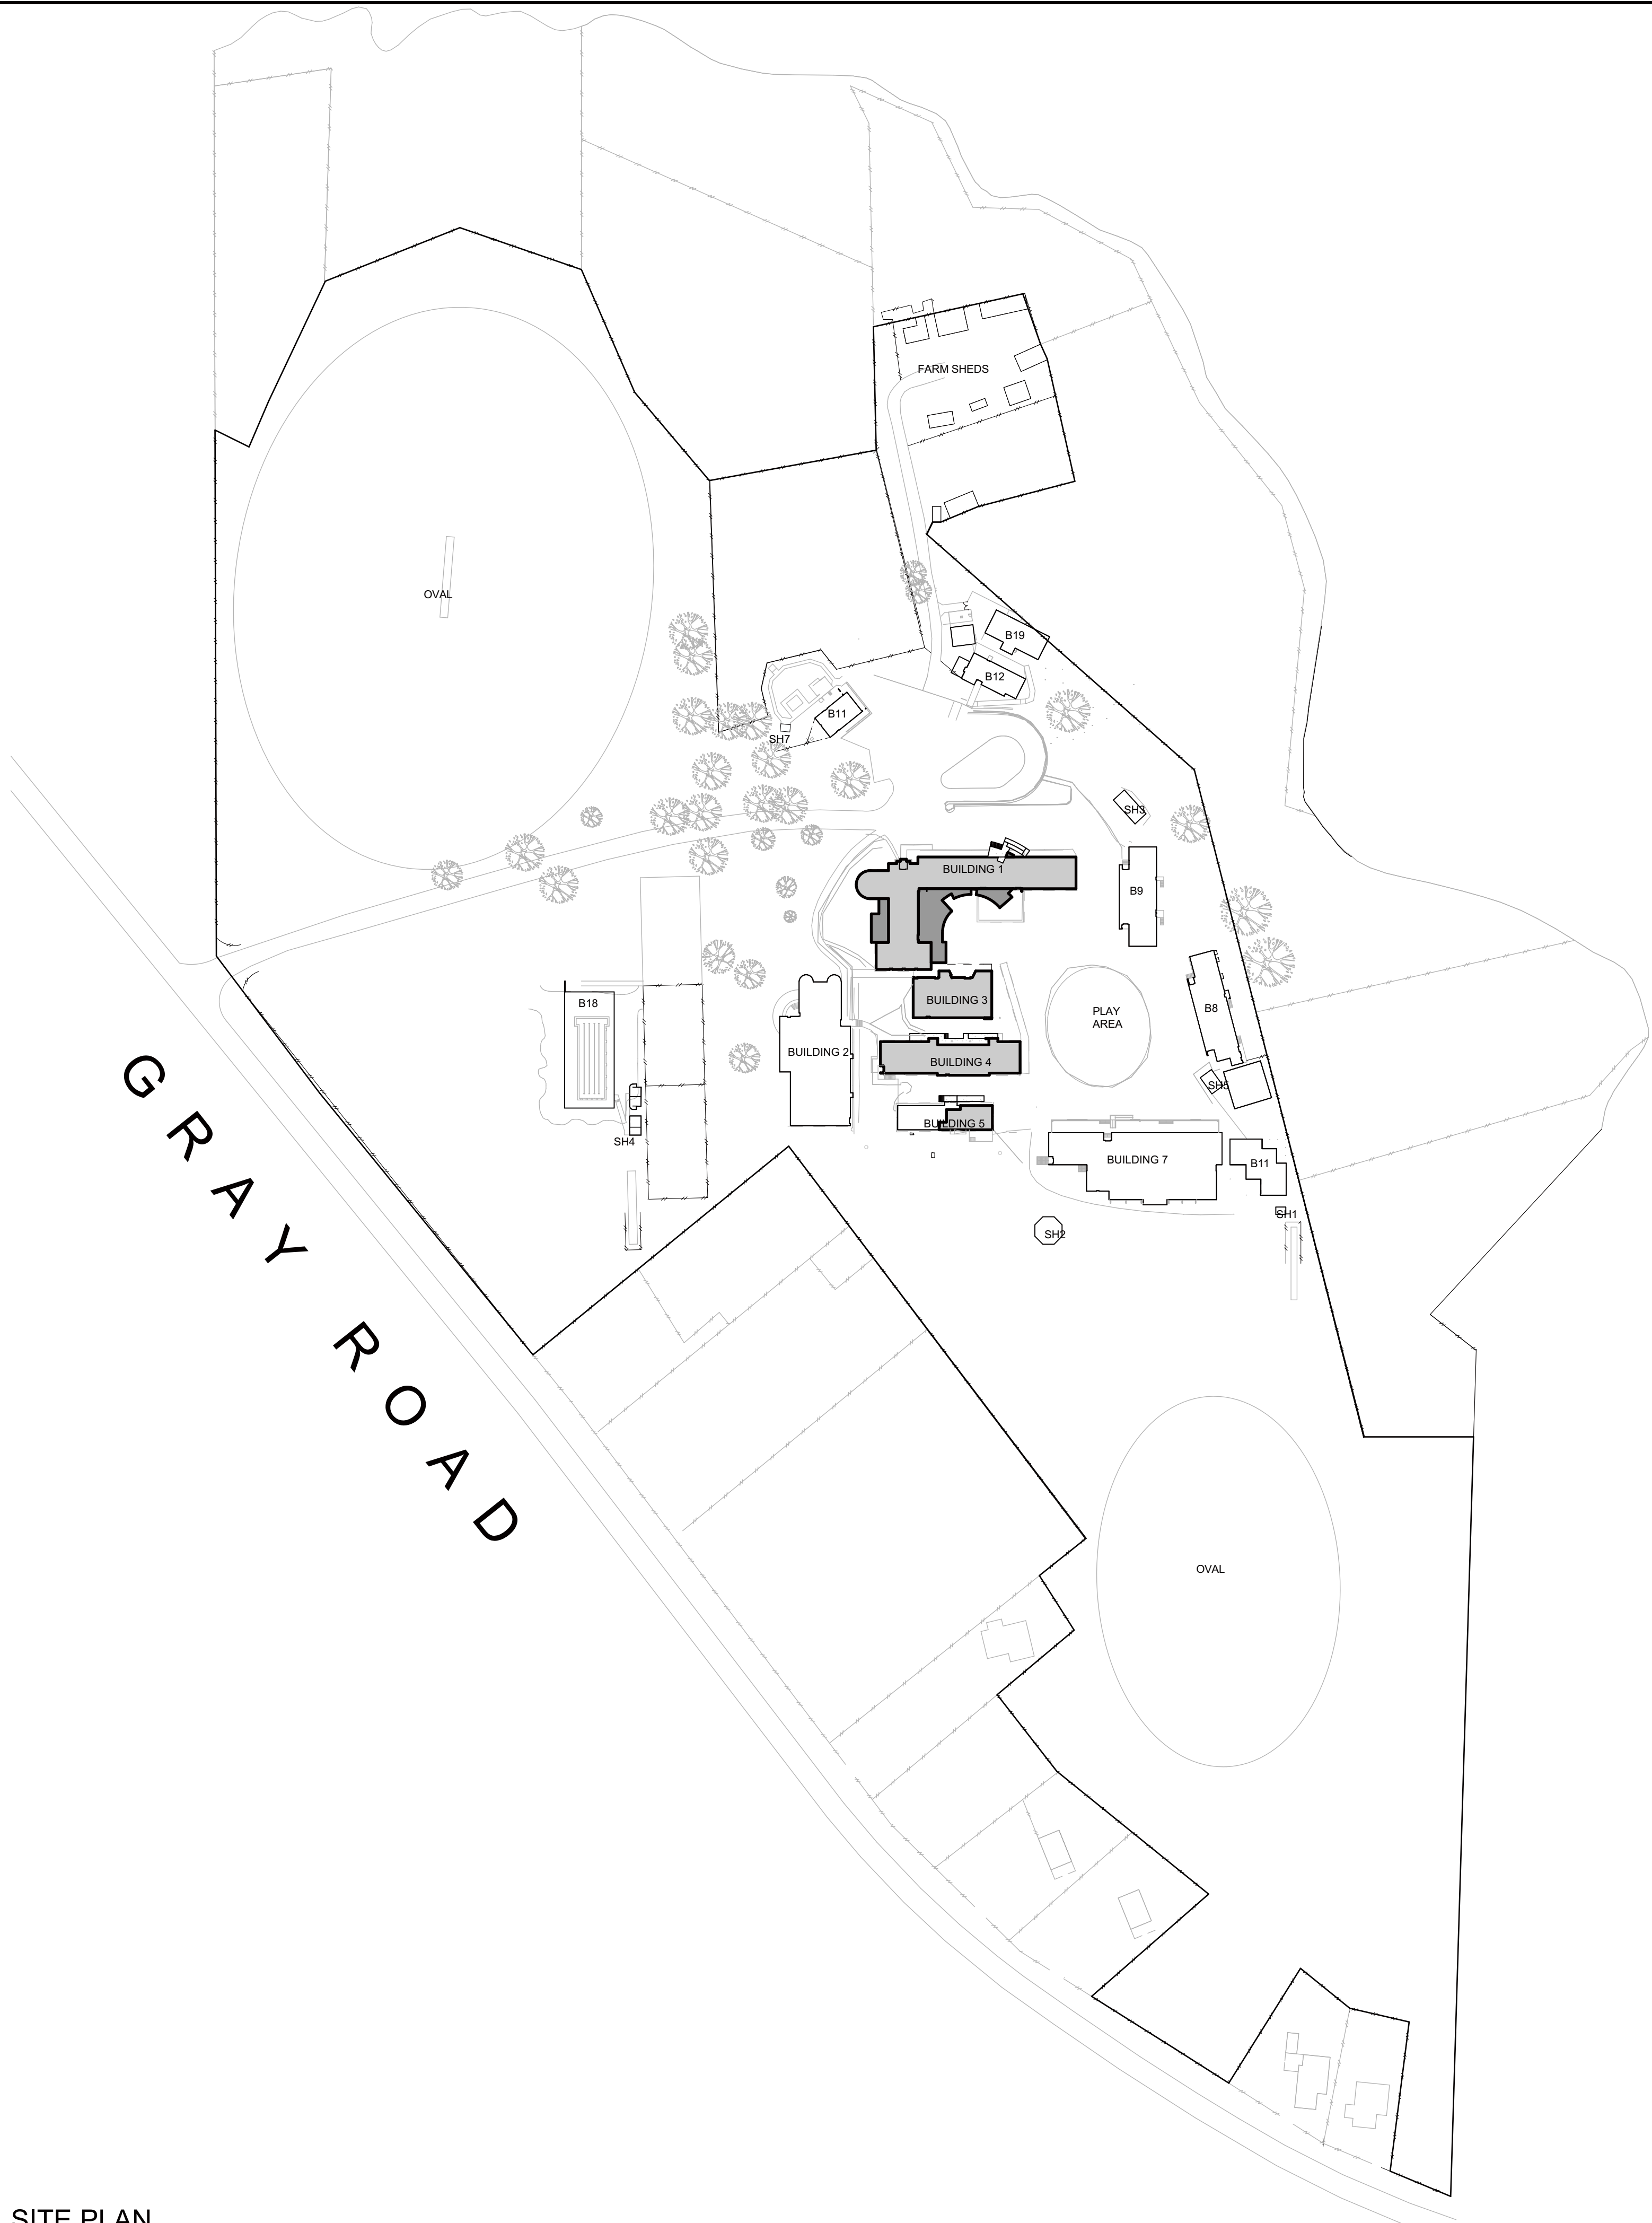 FARM SHEDS
OVAL
B19
B12
B11
SH7
SH3
BUILDING 1
B9
BUILDING 3
B18
B8
PLAY
AREA
BUILDING 2
BUILDING 4
SH5
BUILDING 5
SH4
BUILDING 7
B11
SH1
SH2
GRAY ROAD
OVAL
SITE PLAN